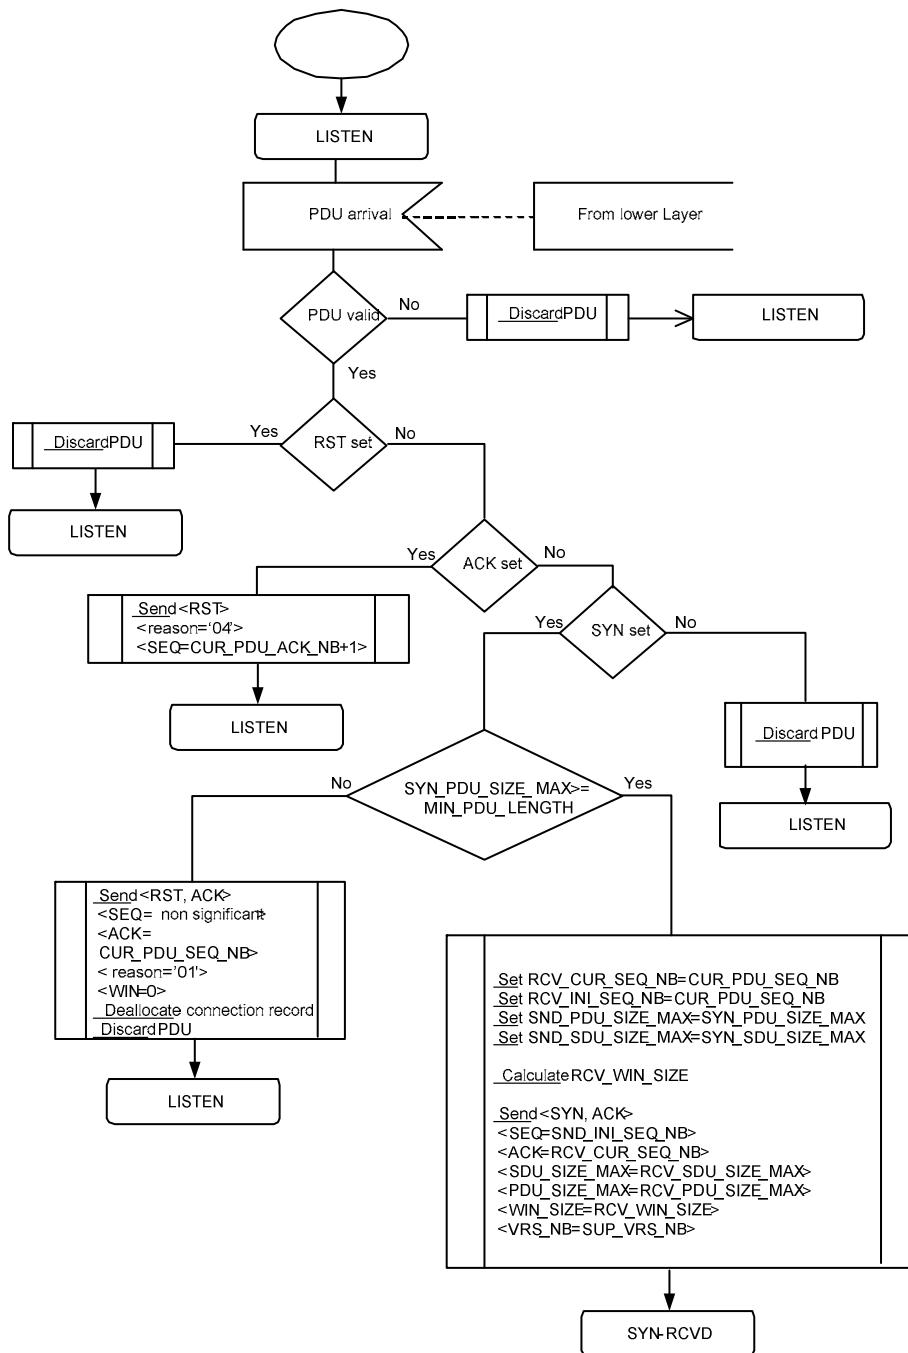 LISTEN
PDU arrival
From lower Layer
PDU valid
No
Discard PDU
LISTEN
Yes
Yes
RST set
No
Discard PDU
LISTEN
Yes
ACK set
No
Send <RST>
<reason='04'>
<SEQ=CUR_PDU_ACK_NB+1>
LISTEN
Yes
SYN set
No
Discard PDU
LISTEN
No
SYN_PDU_SIZE_MAX>=
MIN_PDU_LENGTH
Yes
Send <RST, ACK>
<SEQ= non significant>
<ACK=
CUR_PDU_SEQ_NB>
< reason='01'>
<WIN=0>
Deallocate connection record
Discard PDU
LISTEN
Set RCV_CUR_SEQ_NB=CUR_PDU_SEQ_NB
Set RCV_INI_SEQ_NB=CUR_PDU_SEQ_NB
Set SND_PDU_SIZE_MAX=SYN_PDU_SIZE_MAX
Set SND_SDU_SIZE_MAX=SYN_SDU_SIZE_MAX
Calculate RCV_WIN_SIZE
Send <SYN, ACK>
<SEQ=SND_INI_SEQ_NB>
<ACK=RCV_CUR_SEQ_NB>
<SDU_SIZE_MAX=RCV_SDU_SIZE_MAX>
<PDU_SIZE_MAX=RCV_PDU_SIZE_MAX>
<WIN_SIZE=RCV_WIN_SIZE>
<VRS_NB=SUP_VRS_NB>
SYN-RCVD